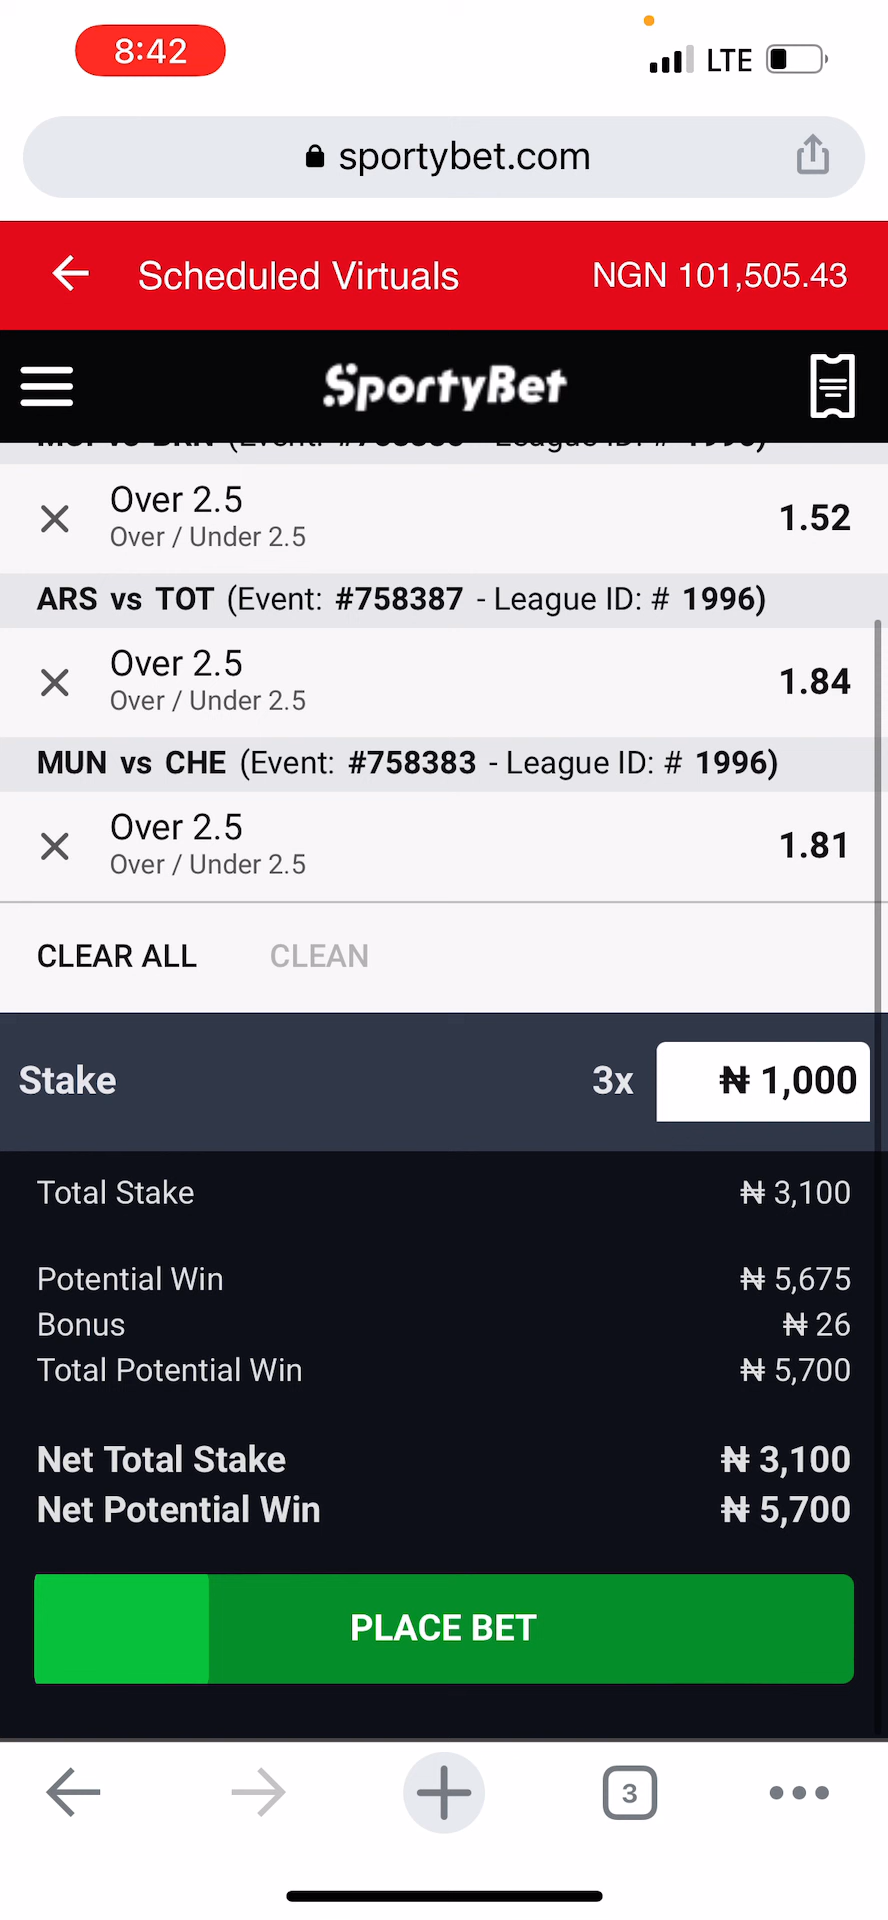 8:42 LTE
sportybet.com
Scheduled Virtuals NGN 101,505.43
SportyBet
Over 2.5 1.52
Over / Under 2.5
ARS vs TOT (Event: #758387 - League ID: # 1996)
Over 2.5 1.84
Over / Under 2.5
MUN vs CHE (Event: #758383 - League ID: # 1996)
Over 2.5 1.81
Over / Under 2.5
CLEAR ALL CLEAN
Stake 3x ₦ 1,000
Total Stake ₦ 3,100
Potential Win ₦ 5,675
Bonus ₦ 26
Total Potential Win ₦ 5,700
Net Total Stake ₦ 3,100
Net Potential Win ₦ 5,700
PLACE BET
3